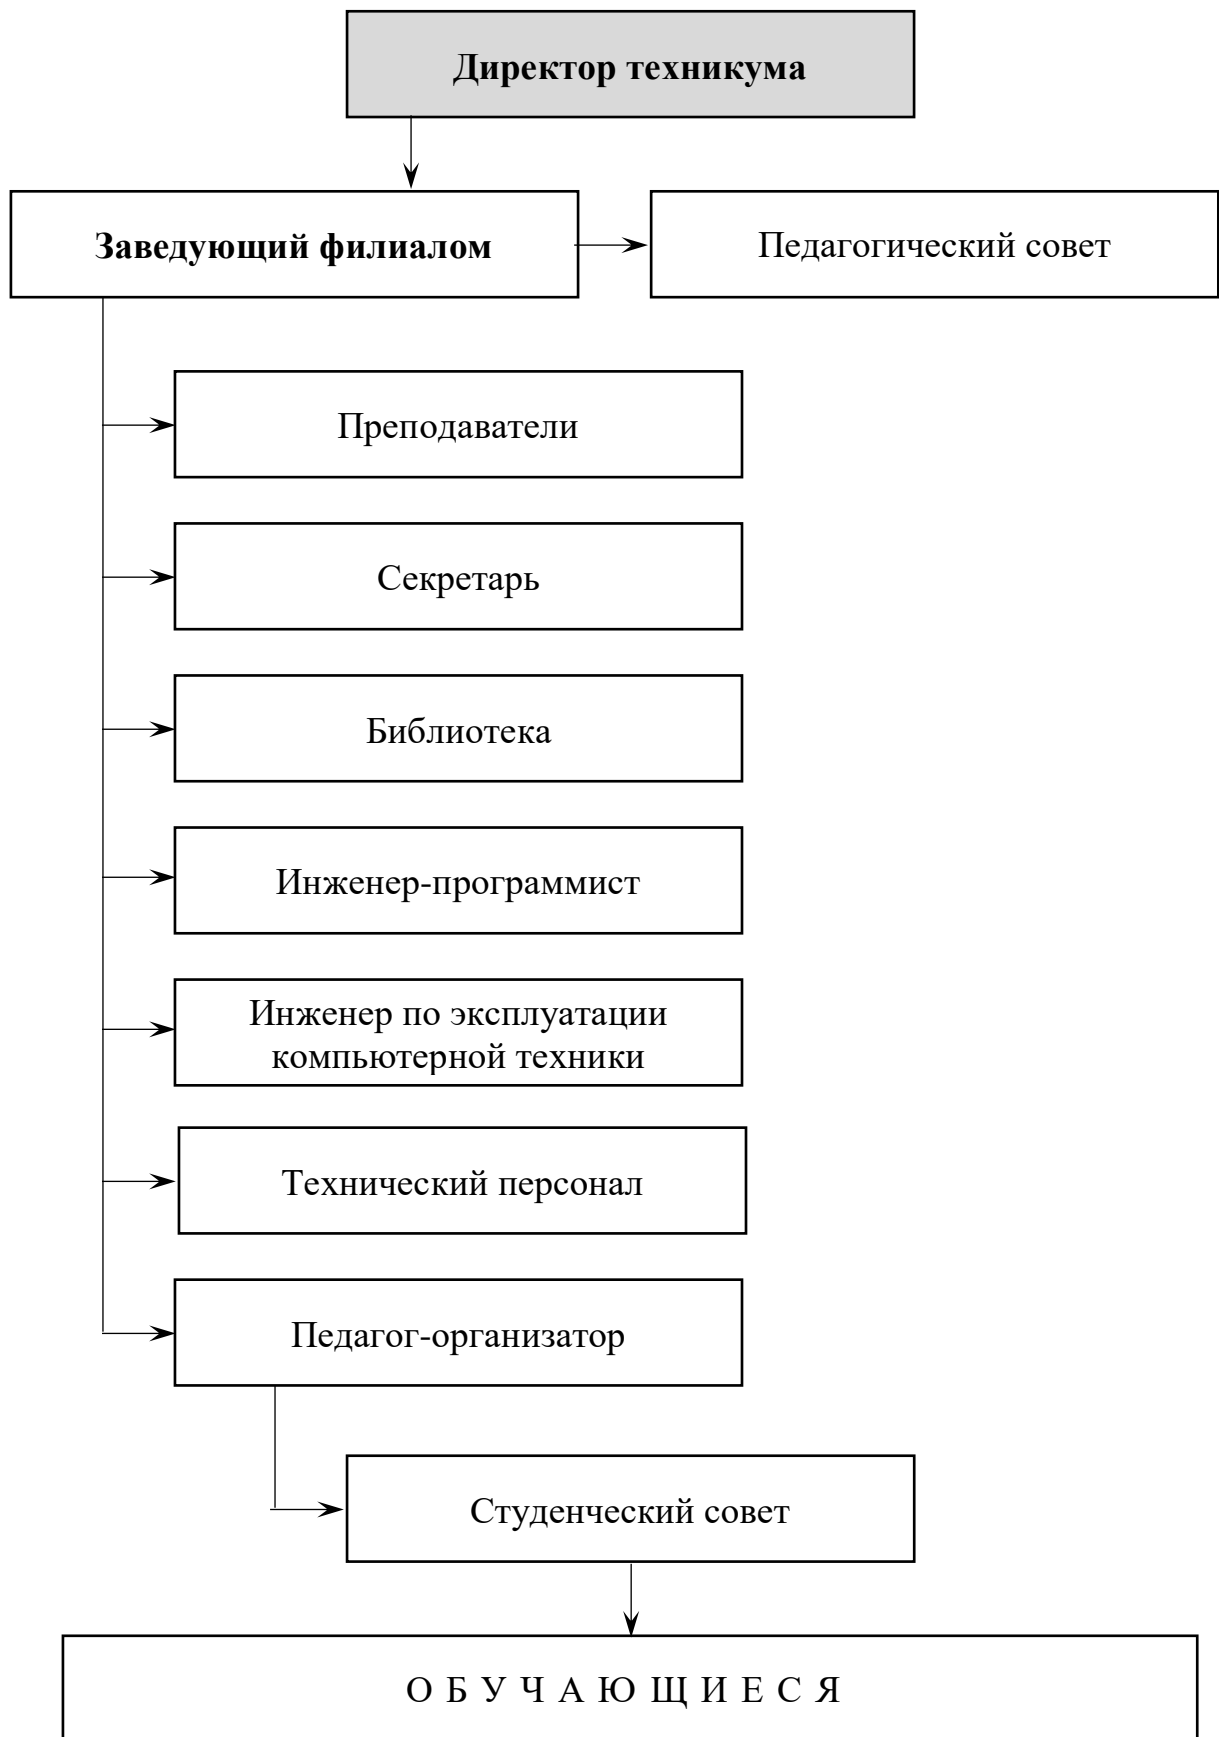 Директор техникума
Заведующий филиалом
Педагогический совет
Преподаватели
Секретарь
Библиотека
Инженер-программист
Инженер по эксплуатации
компьютерной техники
Технический персонал
Педагог-организатор
Студенческий совет
О Б У Ч А Ю Щ И Е С Я